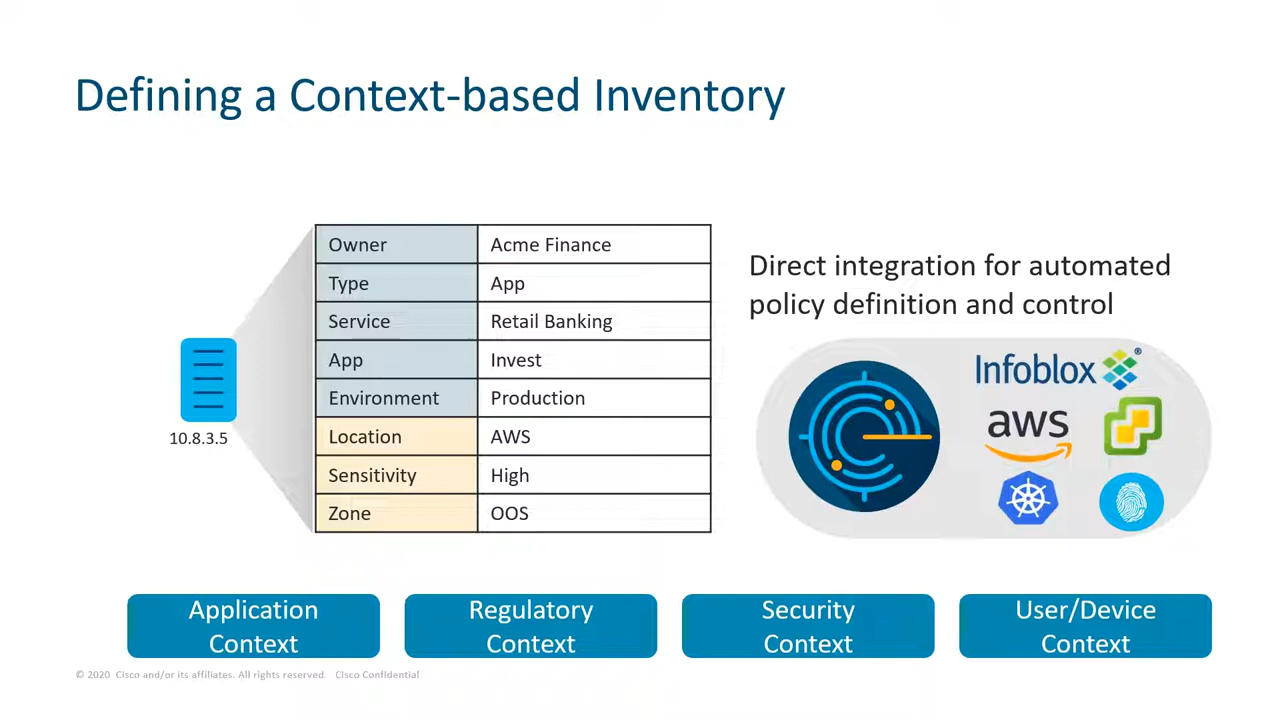 Defining a Context-based Inventory
Owner Acme Finance
Type App
Service Retail Banking
App Invest
Environment Production
Location AWS
Sensitivity High
Zone OOS
10.8.3.5
Direct integration for automated
policy definition and control
Infoblox ®
aws
Application
Context
Regulatory
Context
Security
Context
User/Device
Context
© 2020 Cisco and/or its affiliates. All rights reserved. Cisco Confidential